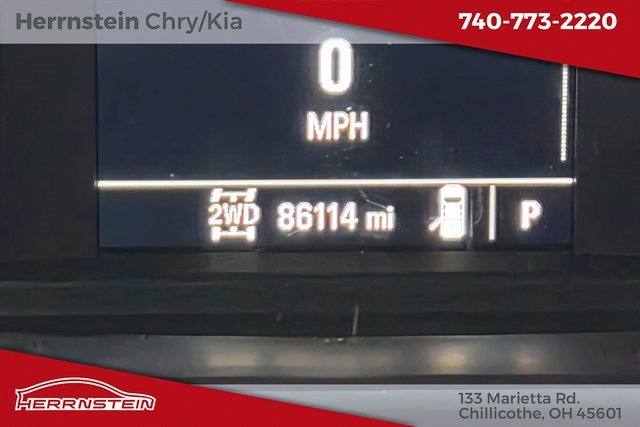 Herrnstein Chry/Kia
740-773-2220
0
MPH
2WD 86114 mi P
HERRNSTEIN
133 Marietta Rd.
Chillicothe, OH 45601